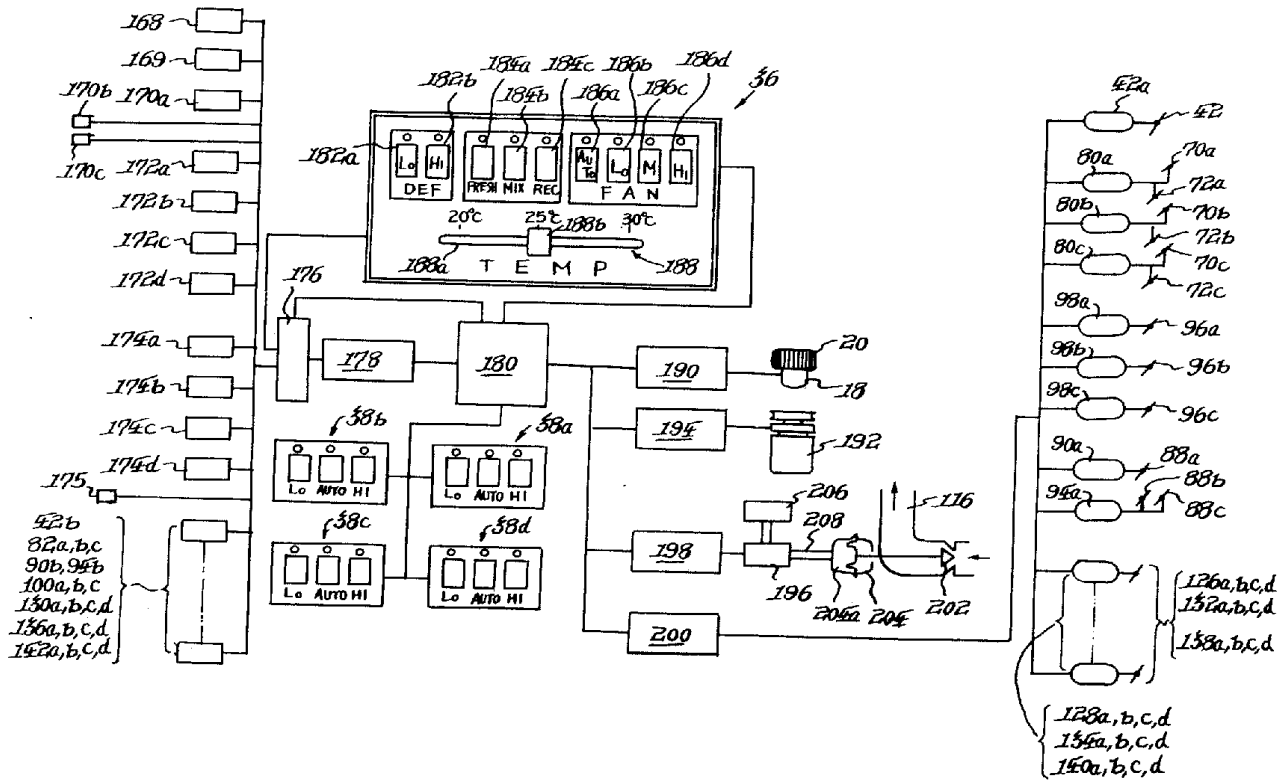 168
169
170b
170a
170c
172a
172b
172c
172d
174a
174b
174c
174d
175
42b
82a,b,c
90b,94b
100a,b,c
130a,b,c,d
136a,b,c,d
142a,b,c,d
182b
184a
184b
184c
186a
186b
186c
186d
36
182a
Lo
Hi
DEF
FRESH
MIX
REC
AUTO
Lo
M
Hi
FAN
20°C
25°C
30°C
188b
188a
188
TEMP
176
178
180
38b
Lo AUTO HI
38a
Lo AUTO HI
38c
Lo AUTO HI
38d
Lo AUTO HI
190
20
18
194
192
206
208
116
198
196
204a
204
202
200
42a
42
80a
70a
72a
80b
70b
72b
80c
70c
72c
98a
96a
98b
96b
98c
96c
90a
88a
88b
94a
88c
126a,b,c,d
132a,b,c,d
138a,b,c,d
128a,b,c,d
134a,b,c,d
140a,b,c,d